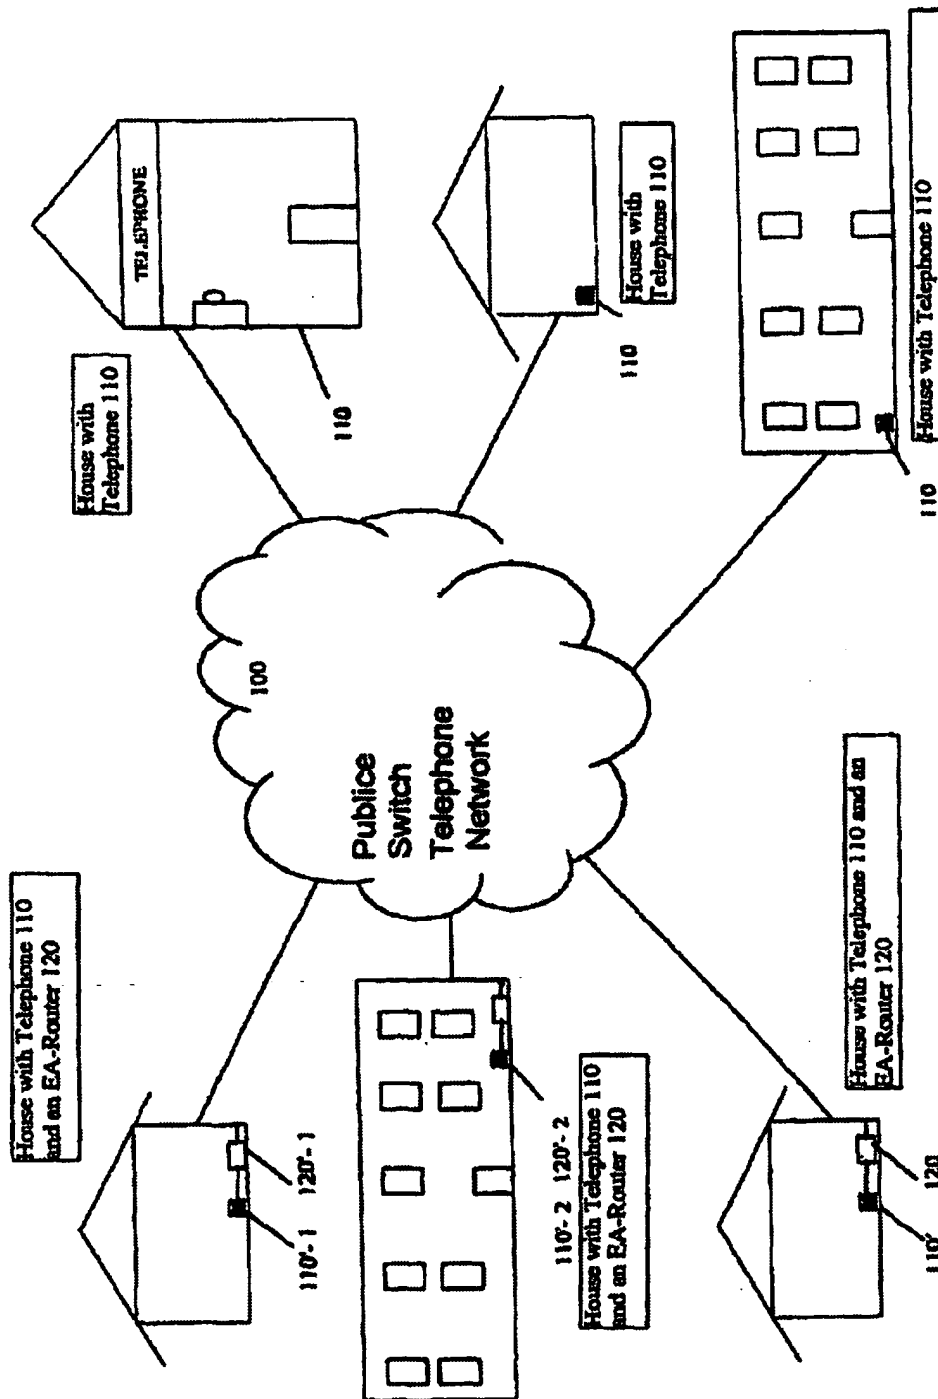 House with Telephone 110
and an EA-Router 120
120'- 1
110'- 1
110'- 2 120'- 2
House with Telephone 110
and an EA-Router 120
House with Telephone 110 and an
EA-Router 120
120
110'
Publice
Switch
Telephone
Network
100
House with
Telephone 110
TELEPHONE
110
House with
Telephone 110
110
House with Telephone 110
110